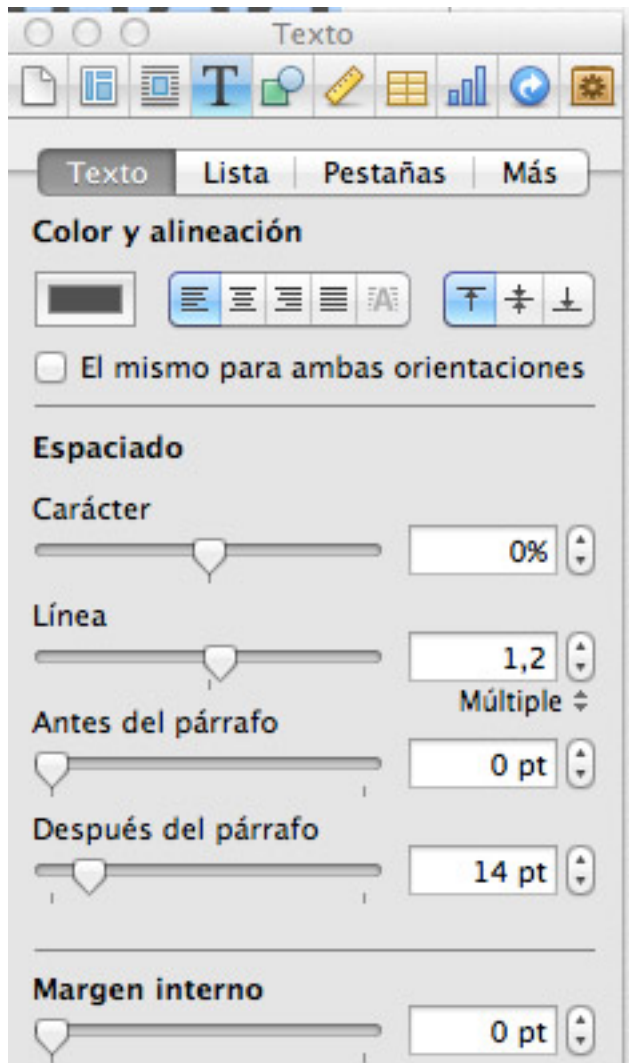 Texto
Texto Lista Pestañas Más
Color y alineación
El mismo para ambas orientaciones
Espaciado
Carácter
0%
Línea
1,2
Múltiple
Antes del párrafo
0 pt
Después del párrafo
14 pt
Margen interno
0 pt